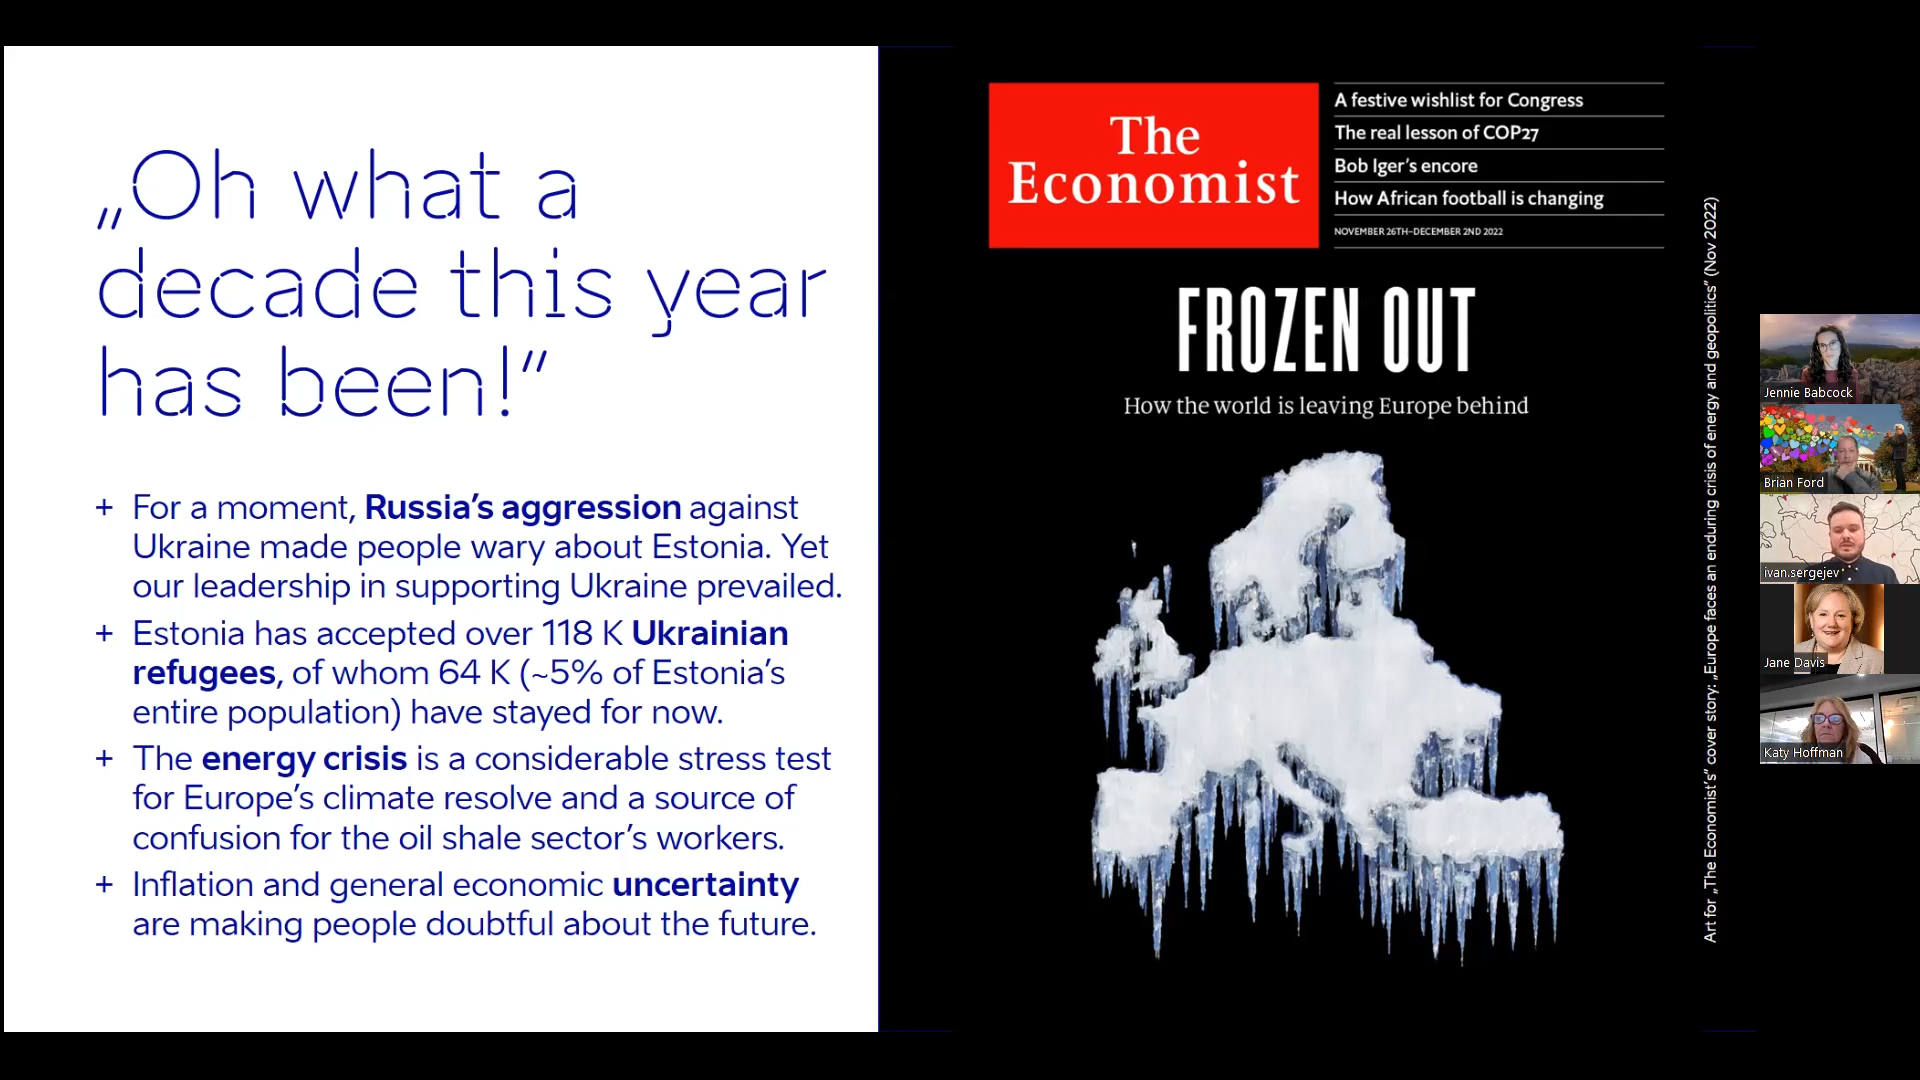 „Oh what a
decade this year
has been!”
+ For a moment, Russia’s aggression against
Ukraine made people wary about Estonia. Yet
our leadership in supporting Ukraine prevailed.
+ Estonia has accepted over 118 K Ukrainian
refugees, of whom 64 K (~5% of Estonia’s
entire population) have stayed for now.
+ The energy crisis is a considerable stress test
for Europe’s climate resolve and a source of
confusion for the oil shale sector’s workers.
+ Inflation and general economic uncertainty
are making people doubtful about the future.
The
Economist
A festive wishlist for Congress
The real lesson of COP27
Bob Iger’s encore
How African football is changing
NOVEMBER 26TH–DECEMBER 2ND 2022
FROZEN OUT
How the world is leaving Europe behind
Art for „The Economist’s” cover story: „Europe faces an enduring crisis of energy and geopolitics” (Nov 2022)
Jennie Babcock
Brian Ford
ivan.sergejev
Jane Davis
Katy Hoffman